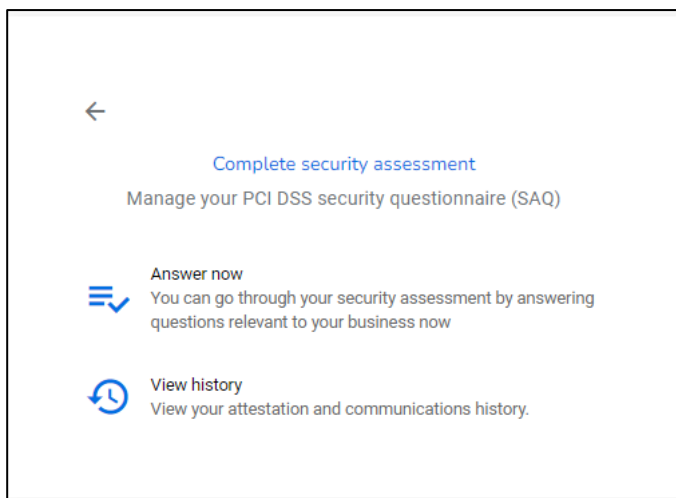 Complete security assessment
Manage your PCI DSS security questionnaire (SAQ)
Answer now
You can go through your security assessment by answering
questions relevant to your business now
View history
View your attestation and communications history.